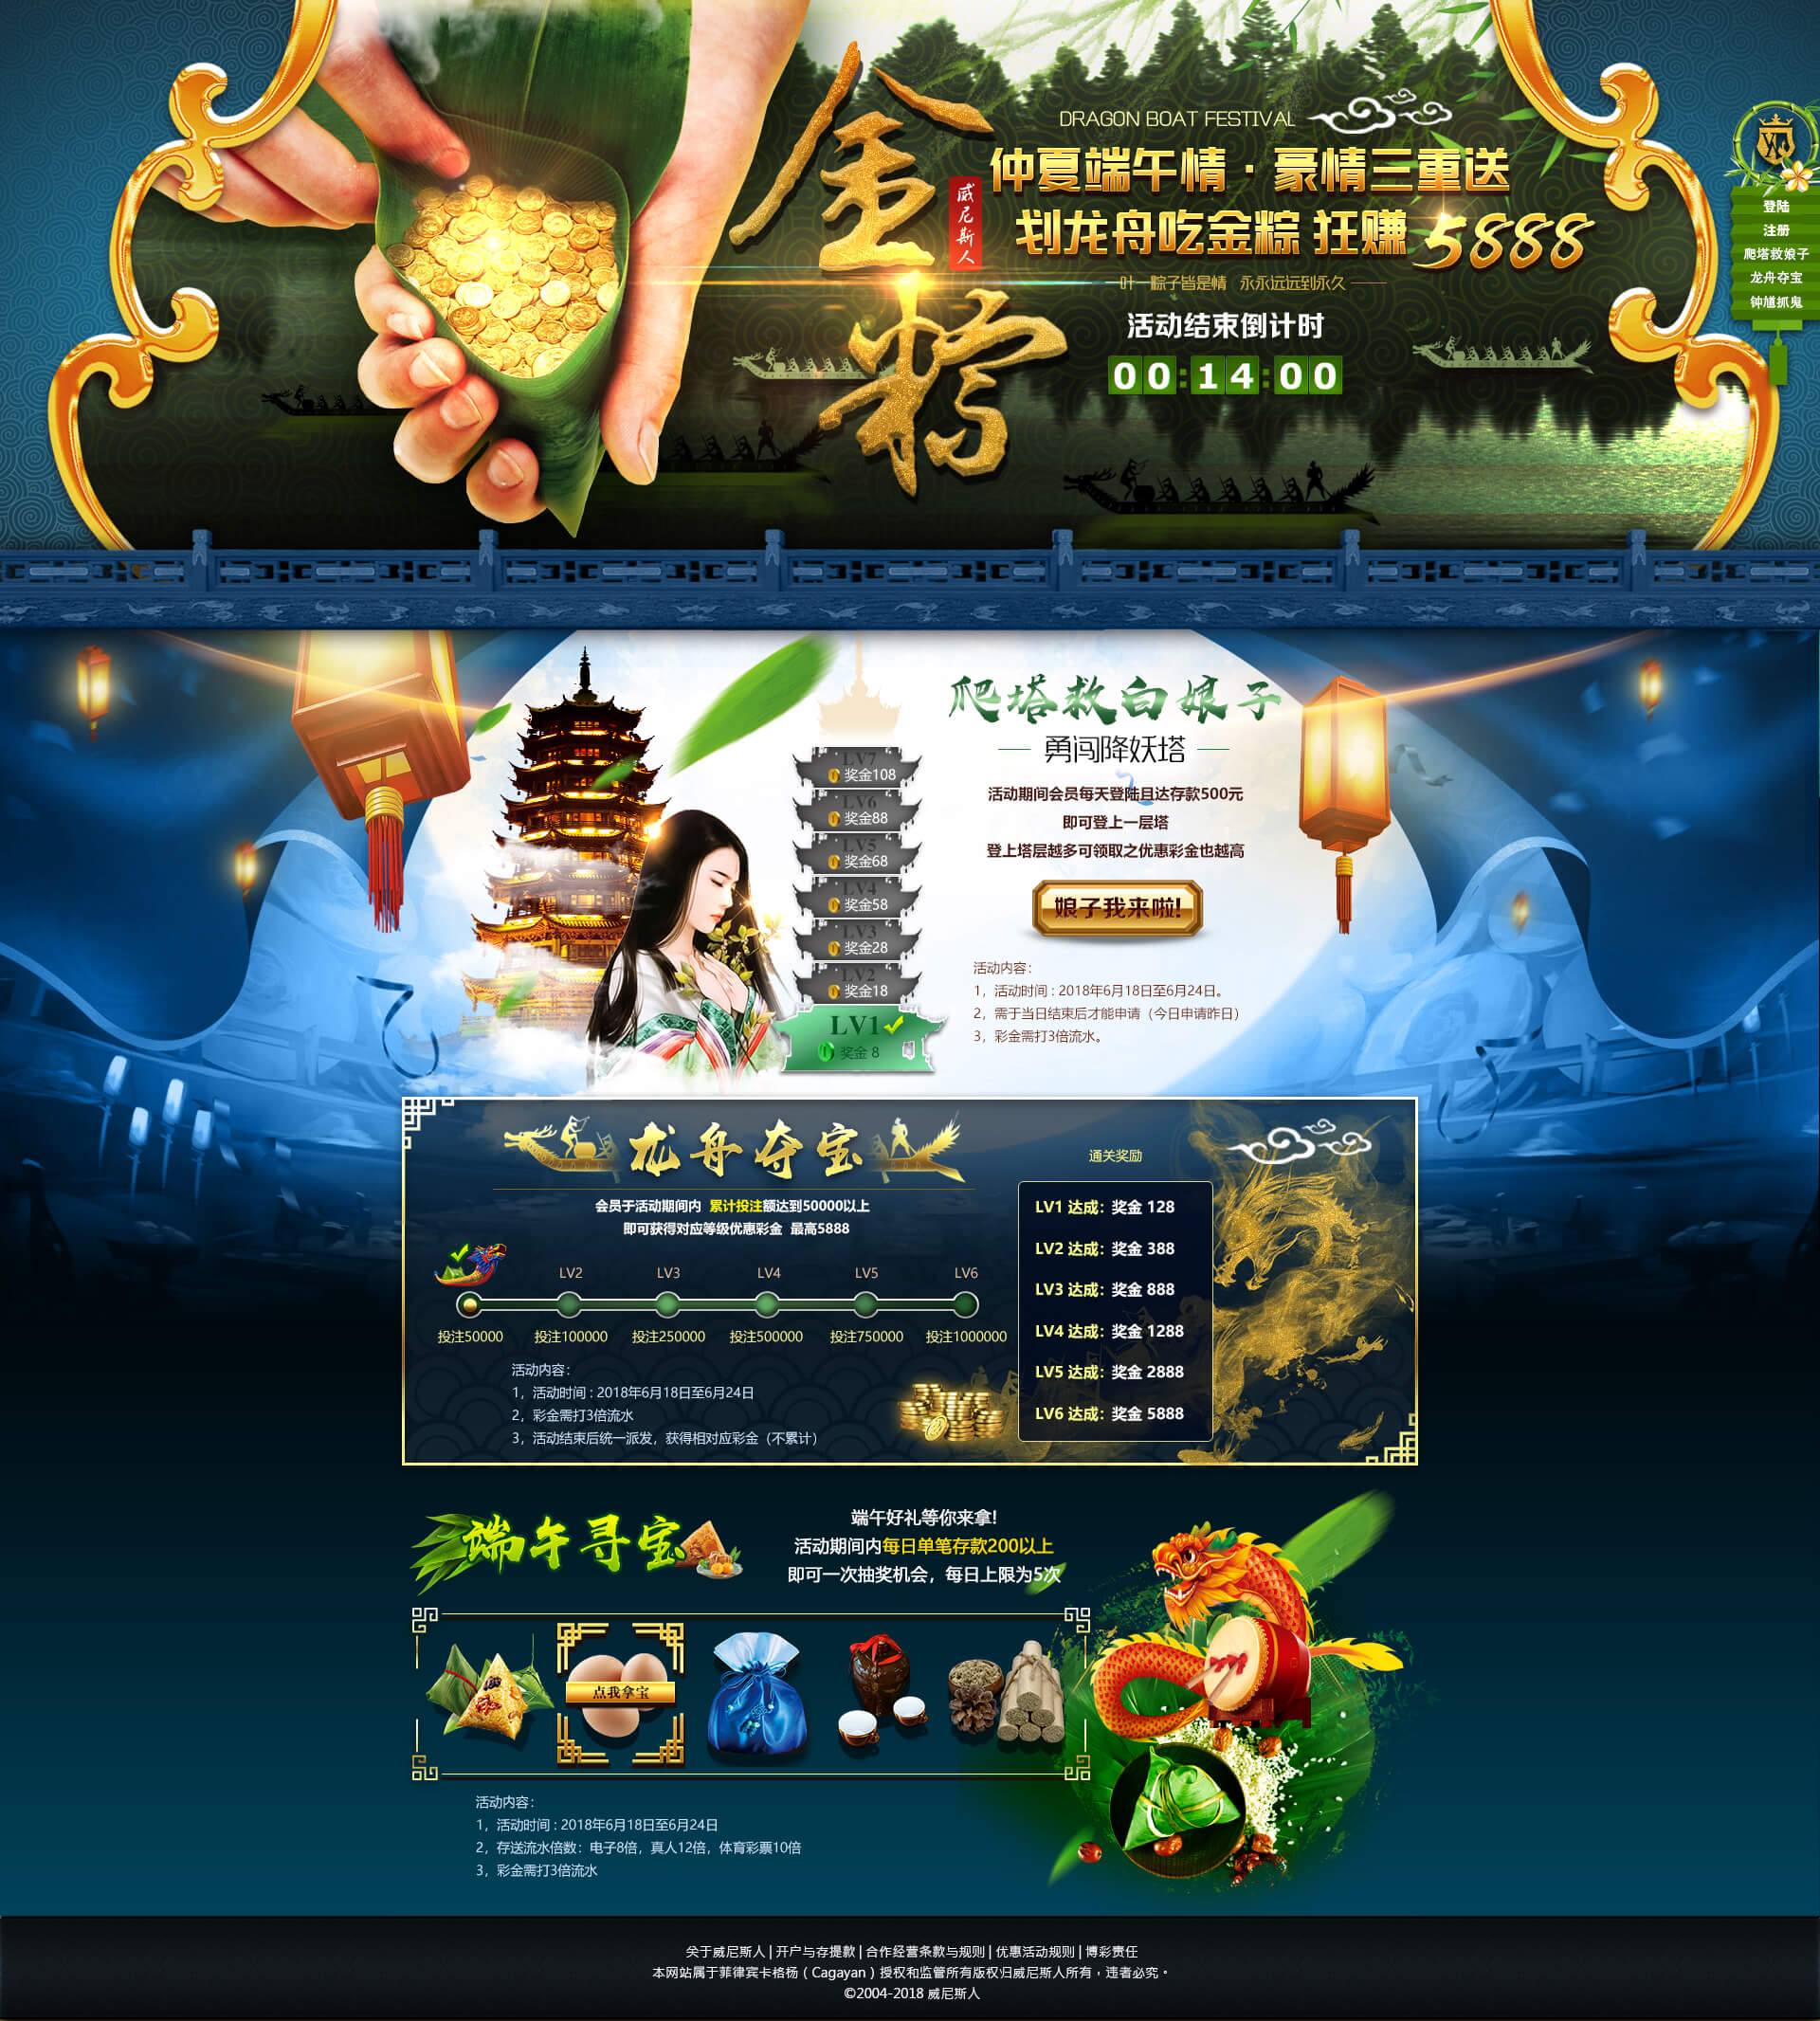 DRAGON BOAT FESTIVAL
仲夏端午情·豪情三重送
划龙舟吃金粽 狂赚5888
金粽
威尼斯人
一叶一粽子皆是情 永永远远到永久
活动结束倒计时
00:14:00
登陆
注册
爬塔救娘子
龙舟夺宝
钟馗抓鬼
爬塔救白娘子
勇闯降妖塔
活动期间会员每天登陆且达存款500元
即可登上一层塔
登上塔层越多可领取之优惠彩金也越高
娘子我来啦!
活动内容：
1，活动时间 : 2018年6月18日至6月24日。
2，需于当日结束后才能申请（今日申请昨日）
3，彩金需打3倍流水。
LV7
奖金108
LV6
奖金88
LV5
奖金68
LV4
奖金58
LV3
奖金28
LV2
奖金18
LV1
奖金 8
龙舟夺宝
会员于活动期间内 累计投注额达到50000以上
即可获得对应等级优惠彩金 最高5888
LV2 LV3 LV4 LV5 LV6
投注50000 投注100000 投注250000 投注500000 投注750000 投注1000000
活动内容：
1，活动时间 : 2018年6月18日至6月24日
2，彩金需打3倍流水
3，活动结束后统一派发，获得相对应彩金（不累计）
通关奖励
LV1 达成：奖金 128
LV2 达成：奖金 388
LV3 达成：奖金 888
LV4 达成：奖金 1288
LV5 达成：奖金 2888
LV6 达成：奖金 5888
端午寻宝
端午好礼等你来拿!
活动期间内每日单笔存款200以上
即可一次抽奖机会，每日上限为5次
点我拿宝
活动内容：
1，活动时间 : 2018年6月18日至6月24日
2，存送流水倍数：电子8倍，真人12倍，体育彩票10倍
3，彩金需打3倍流水
关于威尼斯人 | 开户与存提款 | 合作经营条款与规则 | 优惠活动规则 | 博彩责任
本网站属于菲律宾卡格杨（Cagayan）授权和监管所有版权归威尼斯人所有，违者必究。
©2004-2018 威尼斯人